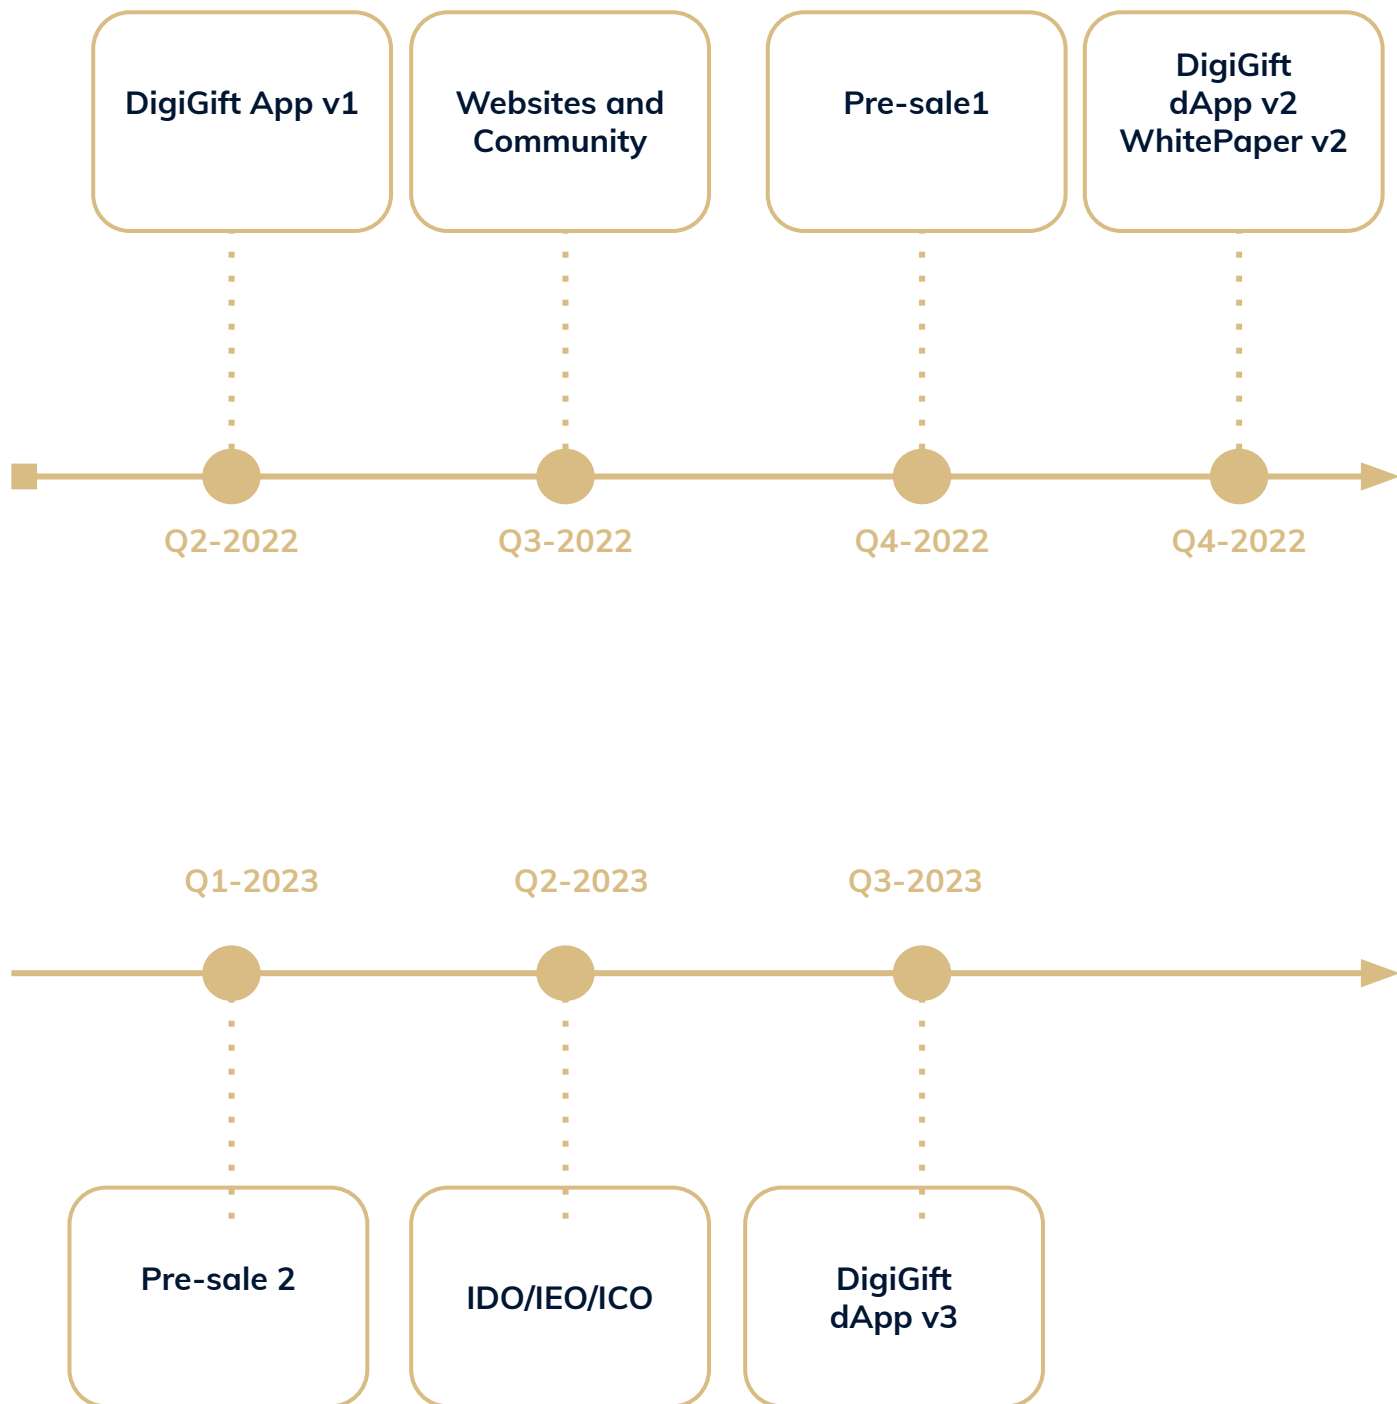 DigiGift App v1
Websites and
Community
Pre-sale1
DigiGift
dApp v2
WhitePaper v2
Q2-2022
Q3-2022
Q4-2022
Q4-2022
Q1-2023
Q2-2023
Q3-2023
Pre-sale 2
IDO/IEO/ICO
DigiGift
dApp v3